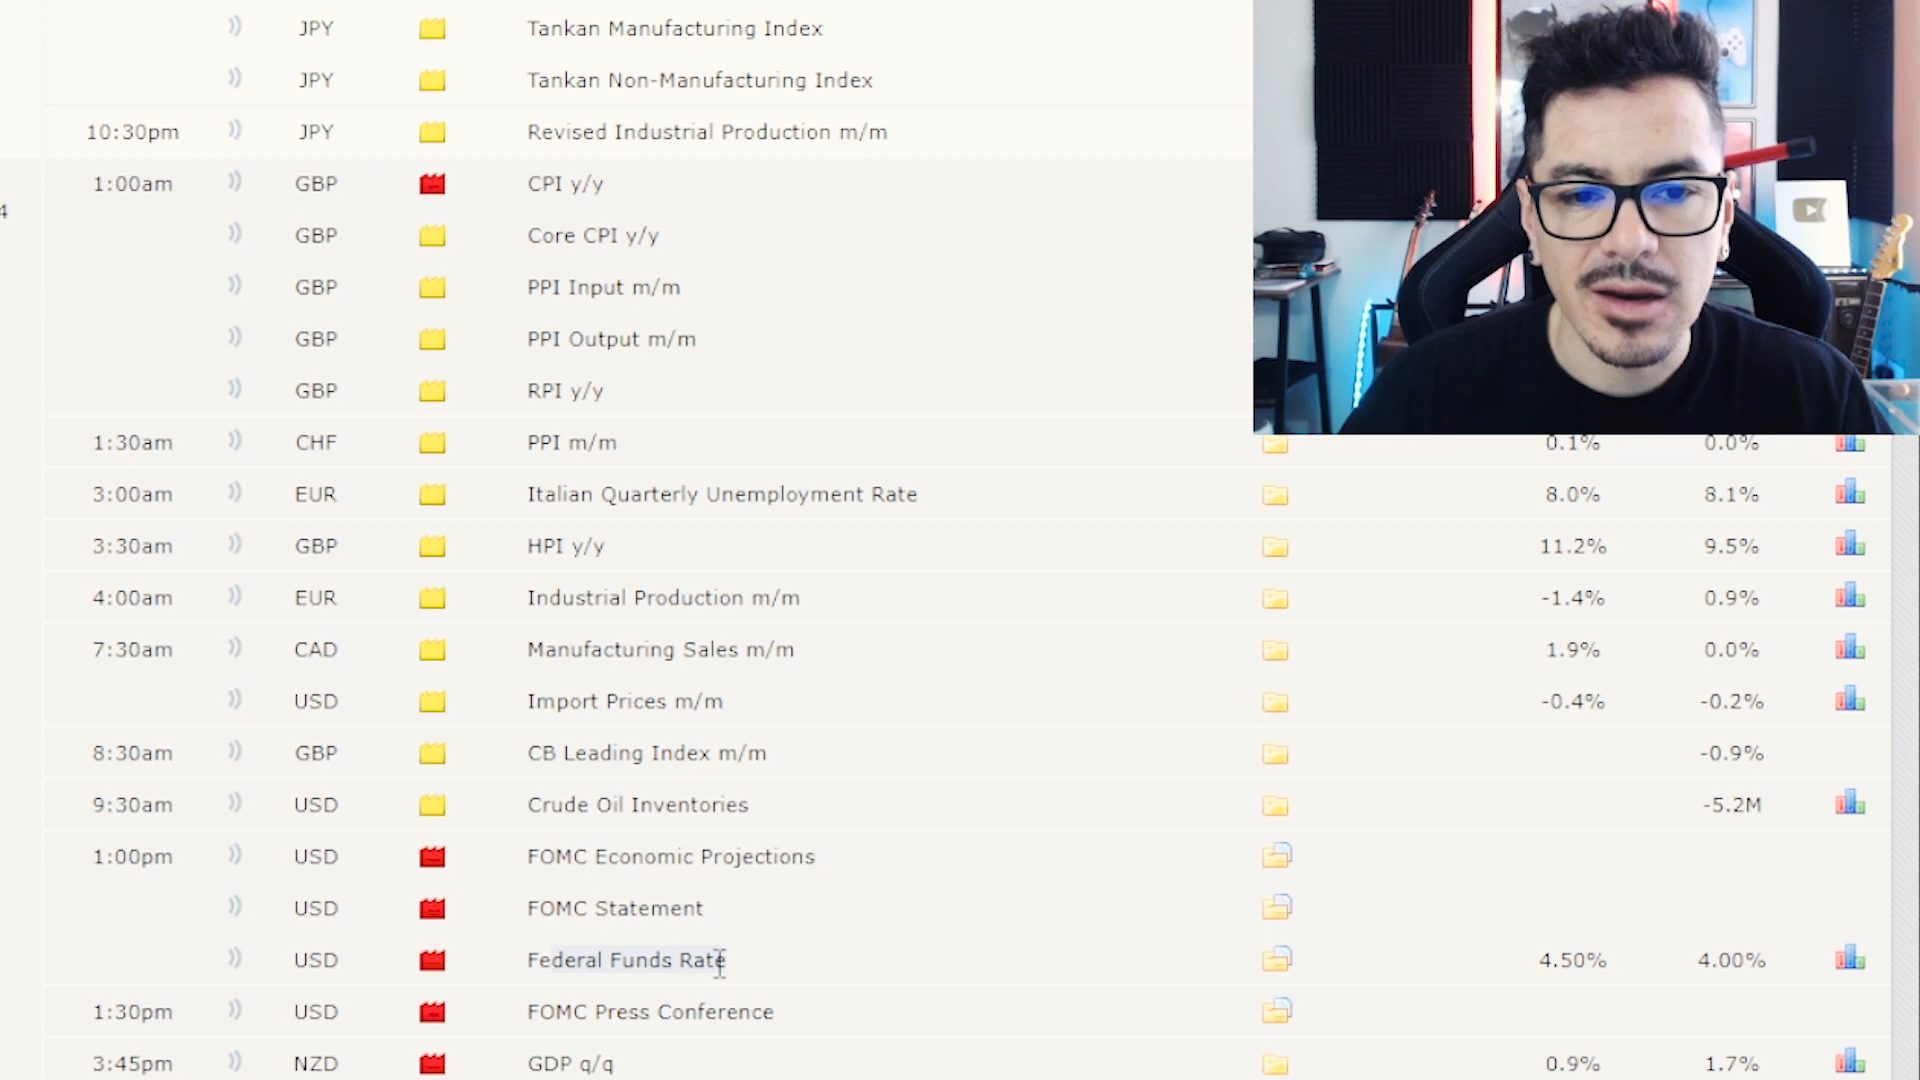 JPY Tankan Manufacturing Index
JPY Tankan Non-Manufacturing Index
10:30pm JPY Revised Industrial Production m/m
1:00am GBP CPI y/y
4
GBP Core CPI y/y
GBP PPI Input m/m
GBP PPI Output m/m
GBP RPI y/y
1:30am CHF PPI m/m 0.1% 0.0%
3:00am EUR Italian Quarterly Unemployment Rate 8.0% 8.1%
3:30am GBP HPI y/y 11.2% 9.5%
4:00am EUR Industrial Production m/m -1.4% 0.9%
7:30am CAD Manufacturing Sales m/m 1.9% 0.0%
USD Import Prices m/m -0.4% -0.2%
8:30am GBP CB Leading Index m/m -0.9%
9:30am USD Crude Oil Inventories -5.2M
1:00pm USD FOMC Economic Projections
USD FOMC Statement
USD Federal Funds Rate 4.50% 4.00%
1:30pm USD FOMC Press Conference
3:45pm NZD GDP q/q 0.9% 1.7%